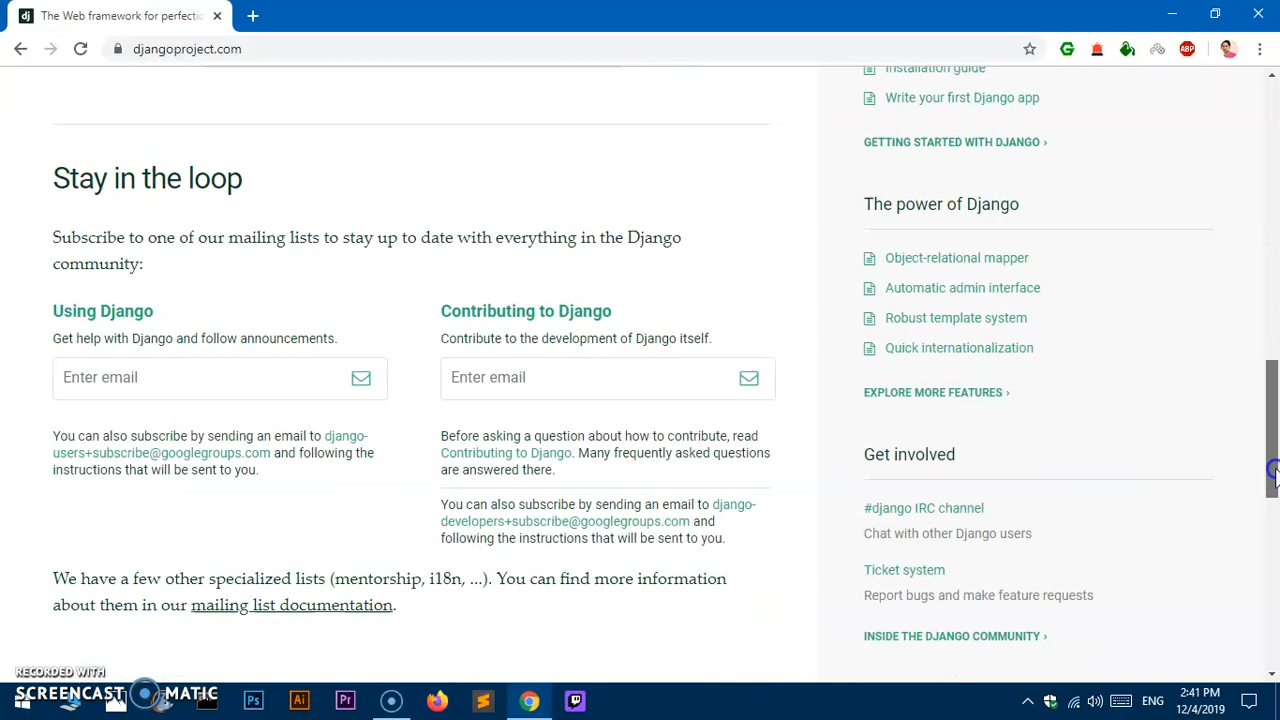 dj The Web framework for perfectio
djangoproject.com
ABP
Installation guide
Write your first Django app
GETTING STARTED WITH DJANGO ›
Stay in the loop
Subscribe to one of our mailing lists to stay up to date with everything in the Django
community:
Using Django
Get help with Django and follow announcements.
Enter email
You can also subscribe by sending an email to django-
users+subscribe@googlegroups.com and following the
instructions that will be sent to you.
Contributing to Django
Contribute to the development of Django itself.
Enter email
Before asking a question about how to contribute, read
Contributing to Django. Many frequently asked questions
are answered there.
You can also subscribe by sending an email to django-
developers+subscribe@googlegroups.com and
following the instructions that will be sent to you.
We have a few other specialized lists (mentorship, i18n, ...). You can find more information
about them in our mailing list documentation.
The power of Django
Object-relational mapper
Automatic admin interface
Robust template system
Quick internationalization
EXPLORE MORE FEATURES ›
Get involved
#django IRC channel
Chat with other Django users
Ticket system
Report bugs and make feature requests
INSIDE THE DJANGO COMMUNITY ›
RECORDED WITH
SCREENCAST MATIC
Ps
Ai
Pr
ENG
2:41 PM
12/4/2019